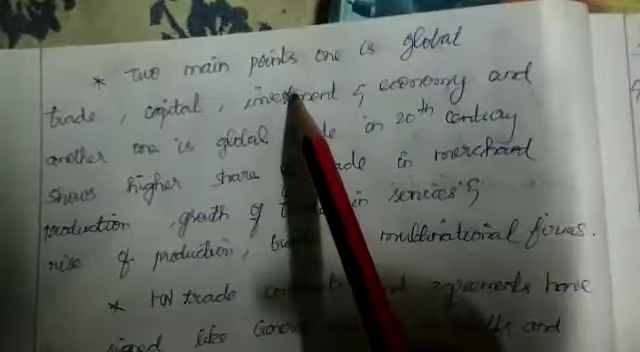 * Two main points one is global
trade, capital, investment & economy and
another one is global in 20th century
shows higher share in merchand
production, groth of in services &
rise of production, multinational firms.
* trade agreements have
signed like and